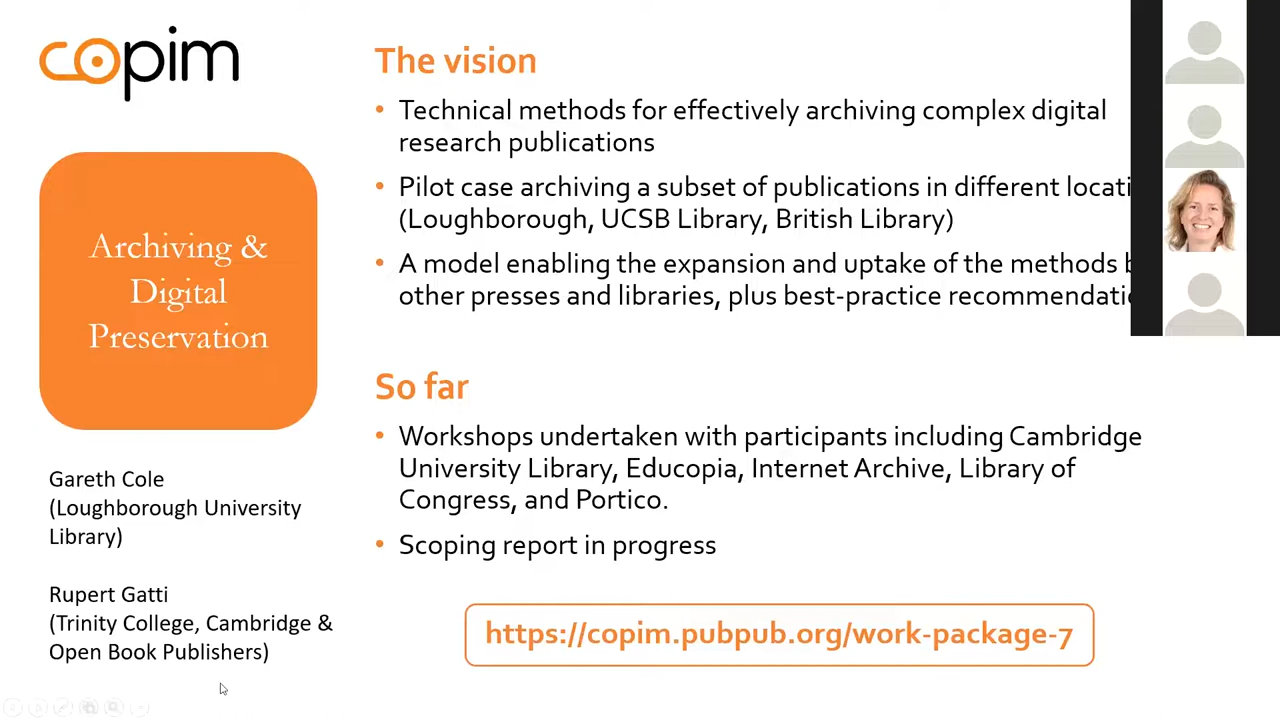 copim
Archiving &
Digital
Preservation
Gareth Cole
(Loughborough University
Library)
Rupert Gatti
(Trinity College, Cambridge &
Open Book Publishers)
The vision
• Technical methods for effectively archiving complex digital
research publications
• Pilot case archiving a subset of publications in different
(Loughborough, UCSB Library, British Library)
• A model enabling the expansion and uptake of the methods
other presses and libraries, plus best-practice
So far
• Workshops undertaken with participants including Cambridge
University Library, Educopia, Internet Archive, Library of
Congress, and Portico.
• Scoping report in progress
https://copim.pubpub.org/work-package-7